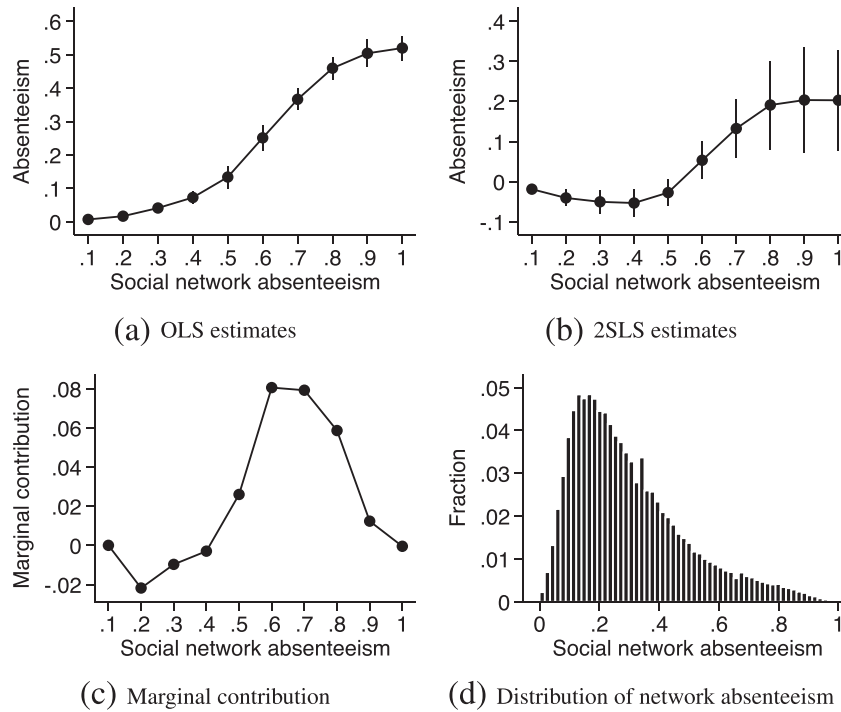 Absenteeism
.6
.5
.4
.3
.2
.1
0
.1 .2 .3 .4 .5 .6 .7 .8 .9 1
Social network absenteeism
(a) OLS estimates
Absenteeism
.4
.3
.2
.1
0
-.1
.1 .2 .3 .4 .5 .6 .7 .8 .9 1
Social network absenteeism
(b) 2SLS estimates
Marginal contribution
.08
.06
.04
.02
0
-.02
.1 .2 .3 .4 .5 .6 .7 .8 .9 1
Social network absenteeism
(c) Marginal contribution
Fraction
.05
.04
.03
.02
.01
0
0 .2 .4 .6 .8 1
Social network absenteeism
(d) Distribution of network absenteeism